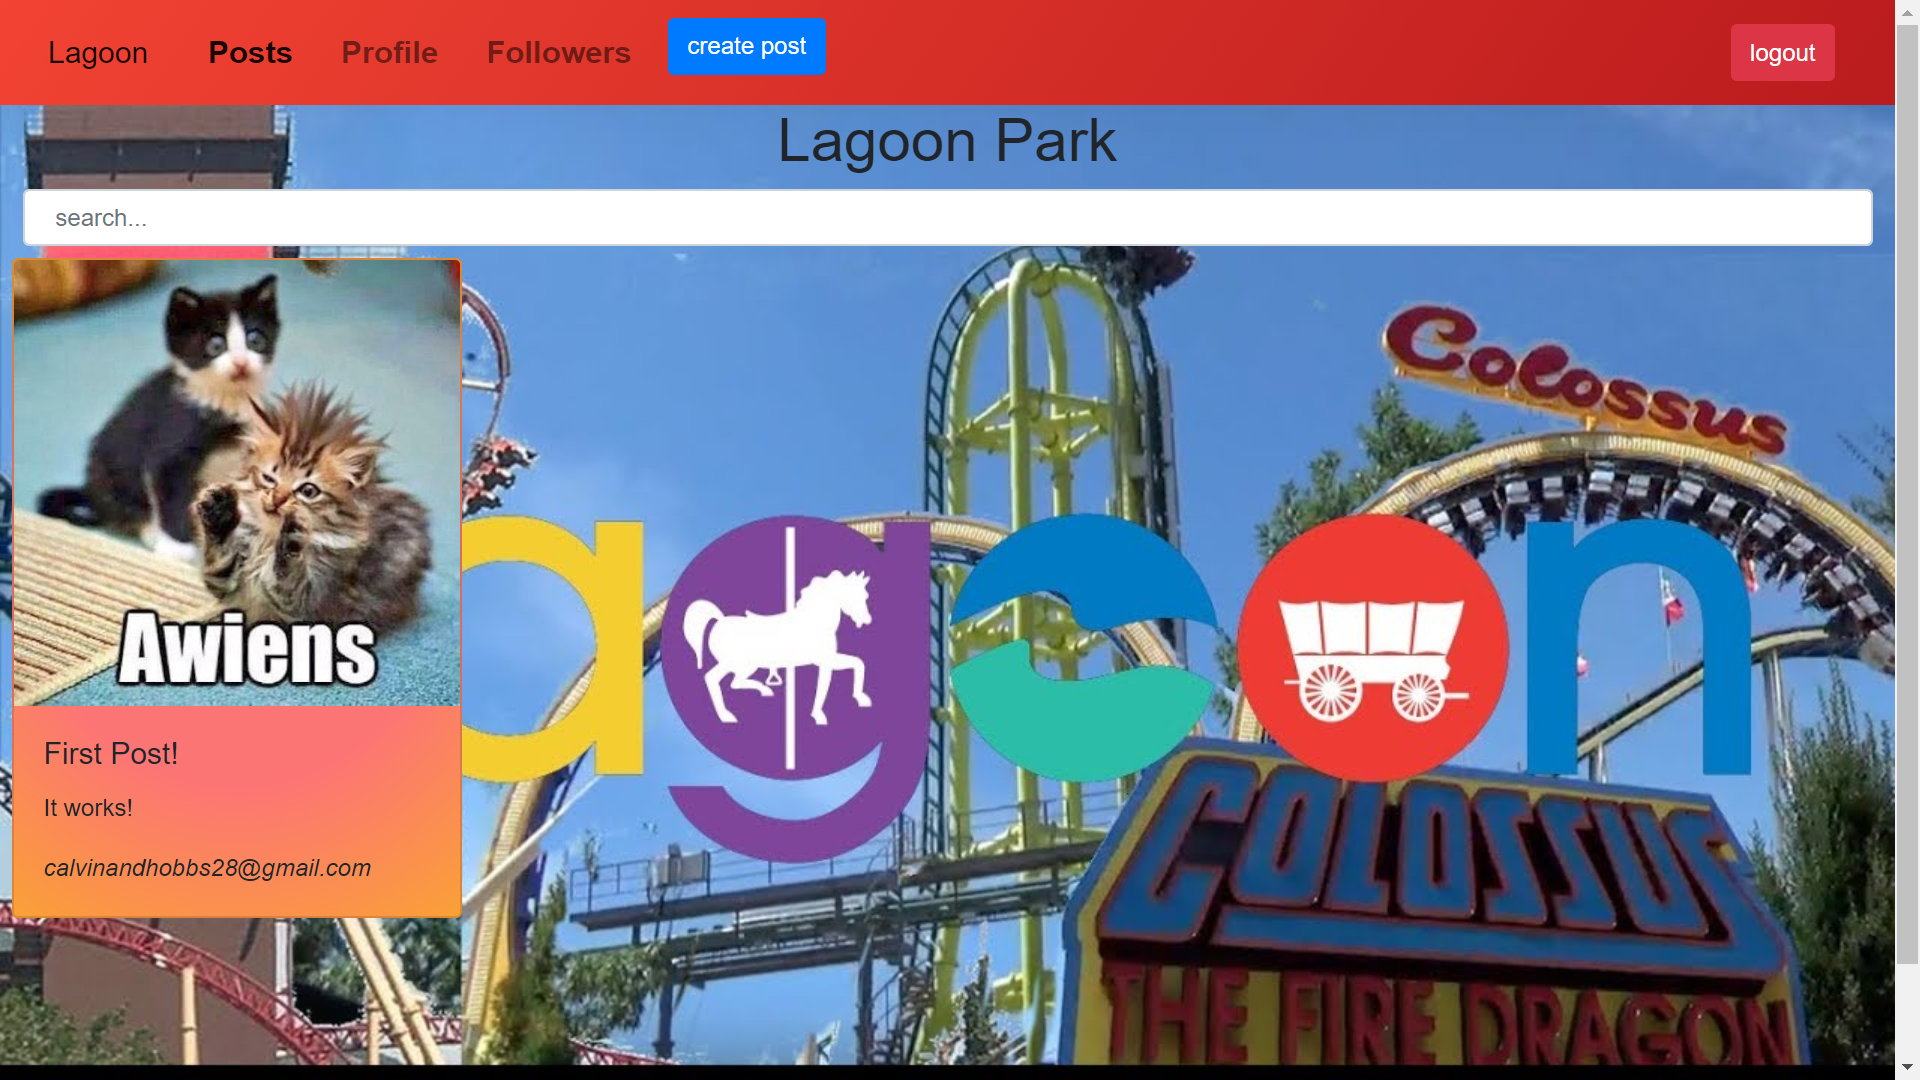 Lagoon Posts Profile Followers create post logout
Lagoon Park
search...
Colossus
Awiens
agoon
First Post!
It works!
calvinandhobbs28@gmail.com
COLOSSUS
THE FIRE DRAGON